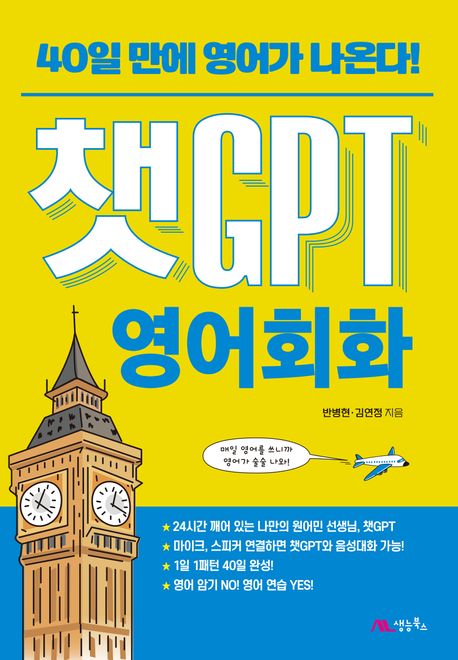 40일 만에 영어가 나온다!
챗GPT
영어회화
반병현·김연정 지음
매일 영어를 쓰니까
영어가 술술 나와!
★ 24시간 깨어 있는 나만의 원어민 선생님, 챗GPT
★ 마이크, 스피커 연결하면 챗GPT와 음성대화 가능!
★ 1일 1패턴 40일 완성!
★ 영어 암기 NO! 영어 연습 YES!
생능북스